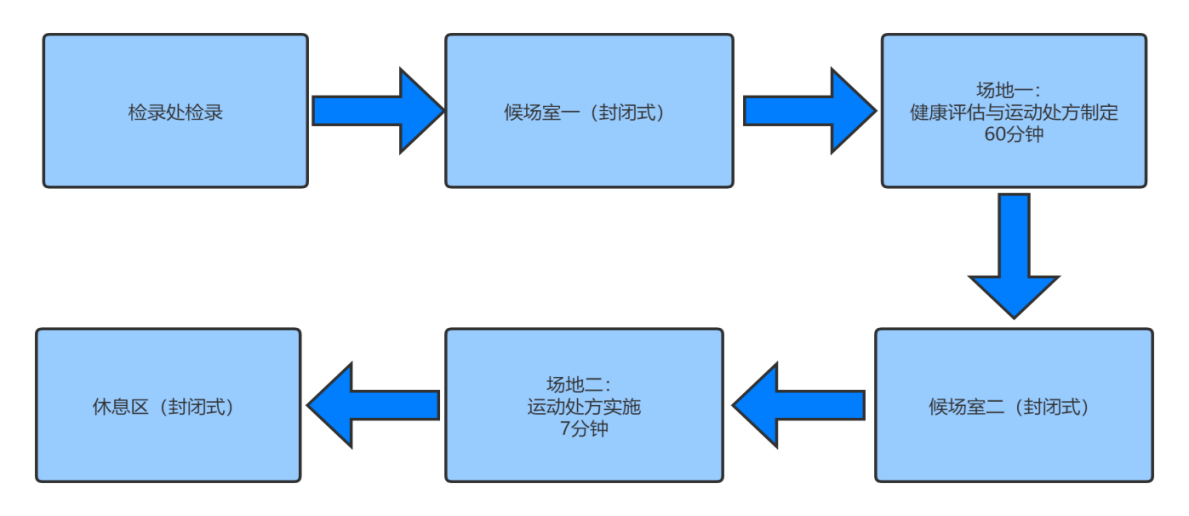 检录处检录
候场室一（封闭式）
场地一：
健康评估与运动处方制定
60分钟
候场室二（封闭式）
场地二：
运动处方实施
7分钟
休息区（封闭式）